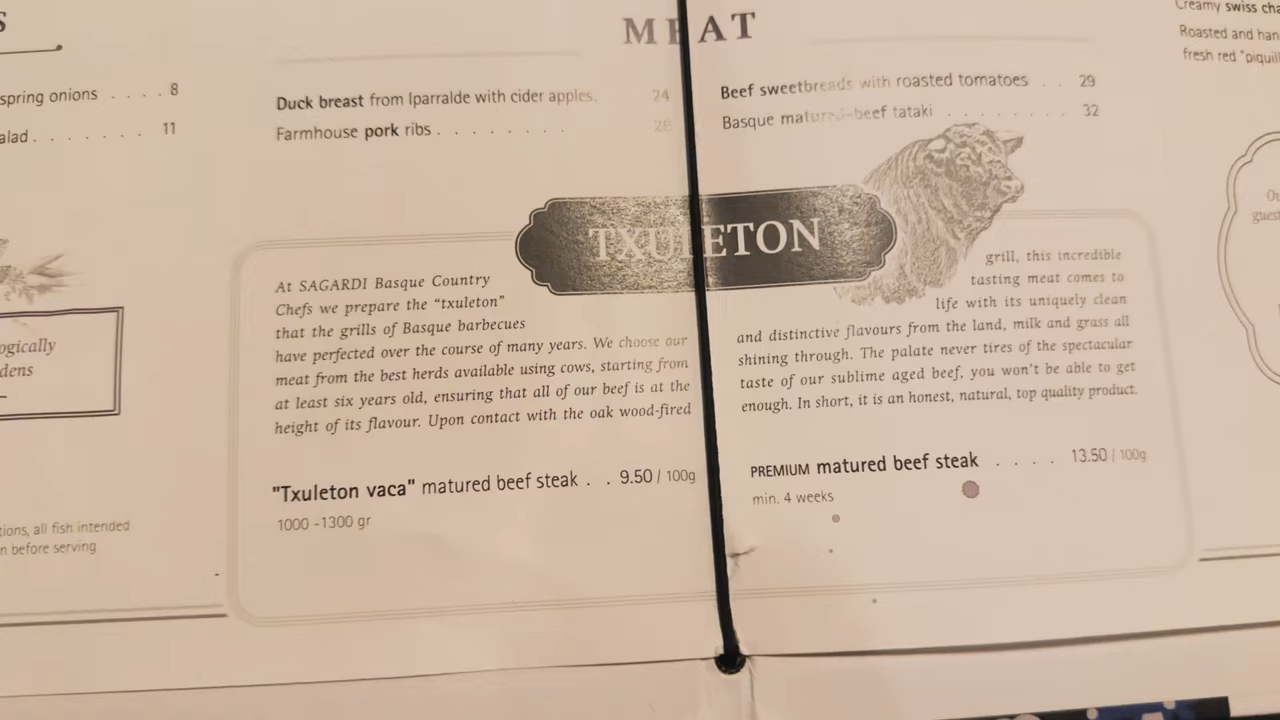 S
spring onions . . . . 8
alad . . . . . . . 11
ogically
dens
tions, all fish intended
n before serving
MEAT
Duck breast from Iparralde with cider apples. 24
Farmhouse pork ribs . . . . . . . 26
Beef sweetbreads with roasted tomatoes . . 29
Basque matured-beef tataki . . . . . . . 32
TXULETON
At SAGARDI Basque Country
Chefs we prepare the "txuleton"
that the grills of Basque barbecues
have perfected over the course of many years. We choose our
meat from the best herds available using cows, starting from
at least six years old, ensuring that all of our beef is at the
height of its flavour. Upon contact with the oak wood-fired
grill, this incredible
tasting meat comes to
life with its uniquely clean
and distinctive flavours from the land, milk and grass all
shining through. The palate never tires of the spectacular
taste of our sublime aged beef, you won't be able to get
enough. In short, it is an honest, natural, top quality product.
"Txuleton vaca" matured beef steak . . 9.50 / 100g
1000 -1300 gr
PREMIUM matured beef steak . . . . 13.50 / 100g
min. 4 weeks
Creamy swiss cha
Roasted and han
fresh red "piquill
Ou
guest